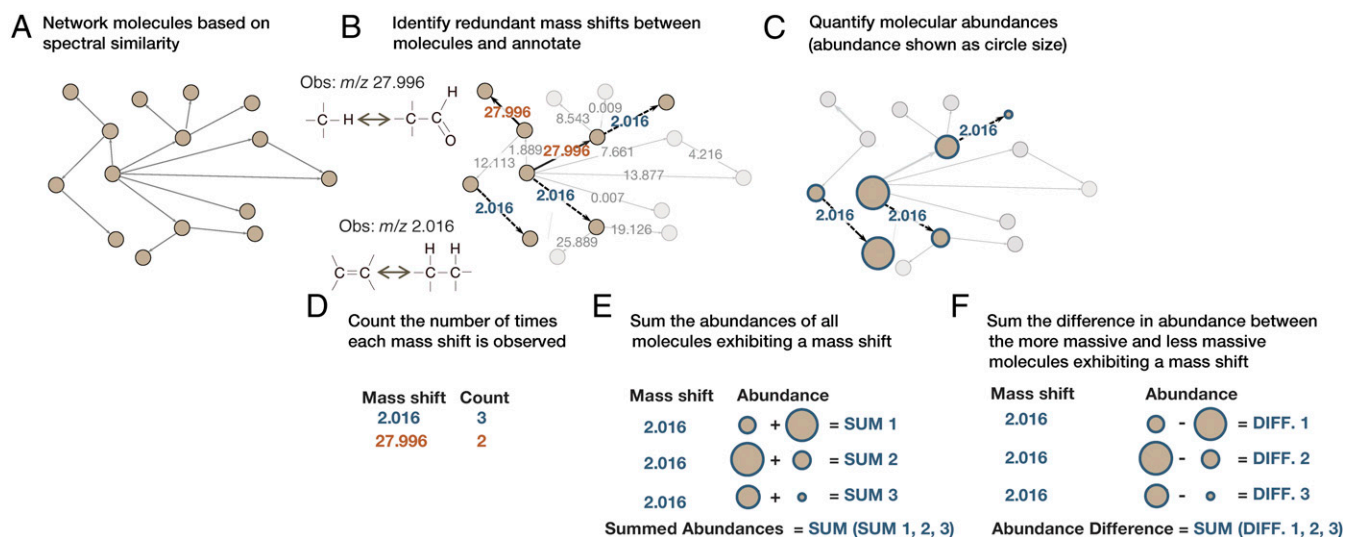 A
Network molecules based on
spectral similarity
B
Identify redundant mass shifts between
molecules and annotate
Obs: m/z 27.996
C
H
C
H
O
Obs: m/z 2.016
C=C
H H
C-C
27.996
8.543
0.009
2.016
12.113
1.889
27.996
7.661
4.216
13.877
2.016
2.016
0.007
19.126
25.889
C
Quantify molecular abundances
(abundance shown as circle size)
2.016
2.016
2.016
D
Count the number of times
each mass shift is observed
Mass shift Count
2.016 3
27.996 2
E
Sum the abundances of all
molecules exhibiting a mass shift
Mass shift Abundance
2.016 + = SUM 1
2.016 + = SUM 2
2.016 + = SUM 3
Summed Abundances = SUM (SUM 1, 2, 3)
F
Sum the difference in abundance between
the more massive and less massive
molecules exhibiting a mass shift
Mass shift Abundance
2.016 - = DIFF. 1
2.016 - = DIFF. 2
2.016 - = DIFF. 3
Abundance Difference = SUM (DIFF. 1, 2, 3)